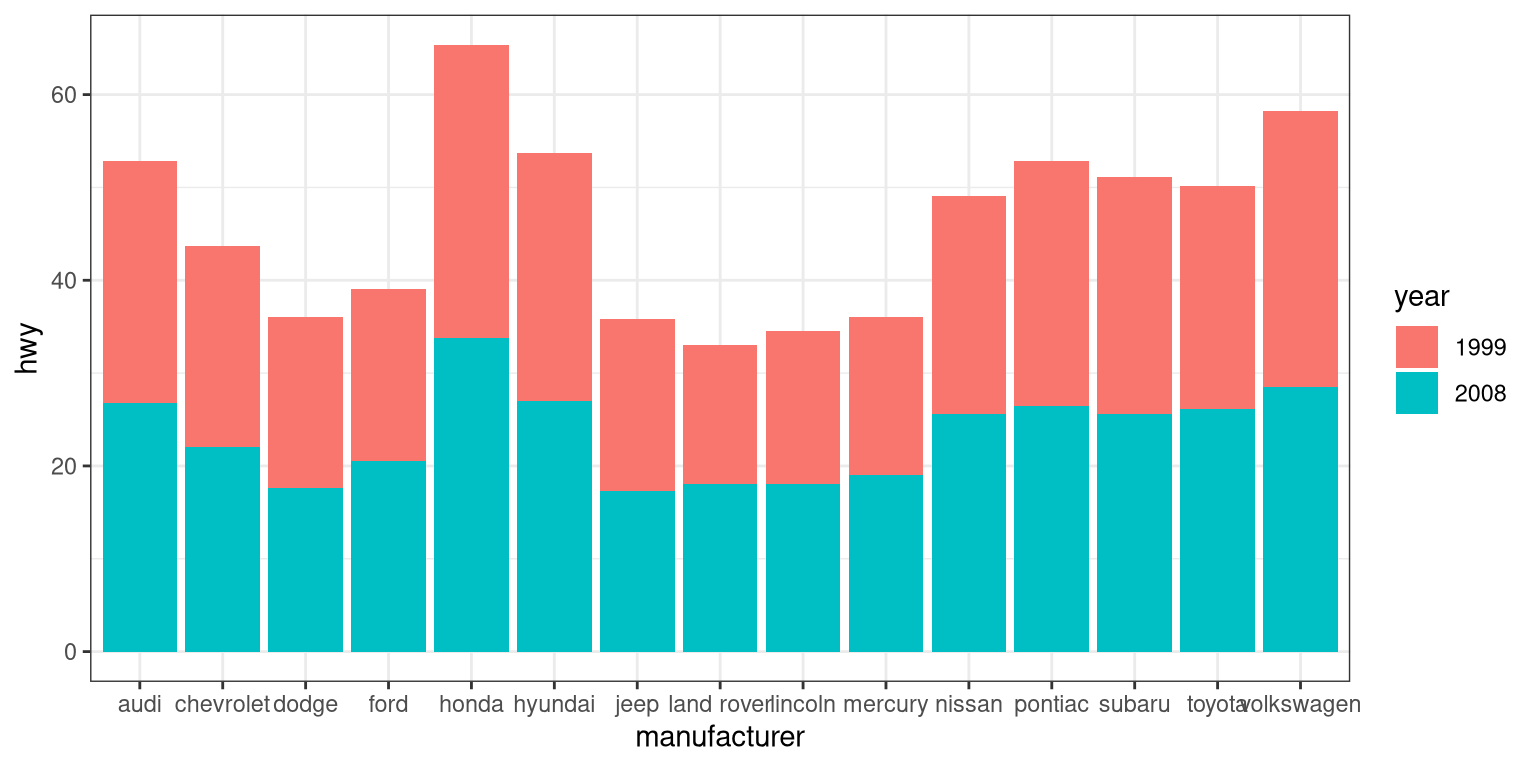 60
40
20
0
hwy
audi chevrolet dodge ford honda hyundai jeep land rover lincoln mercury nissan pontiac subaru toyota volkswagen
manufacturer
year
1999
2008